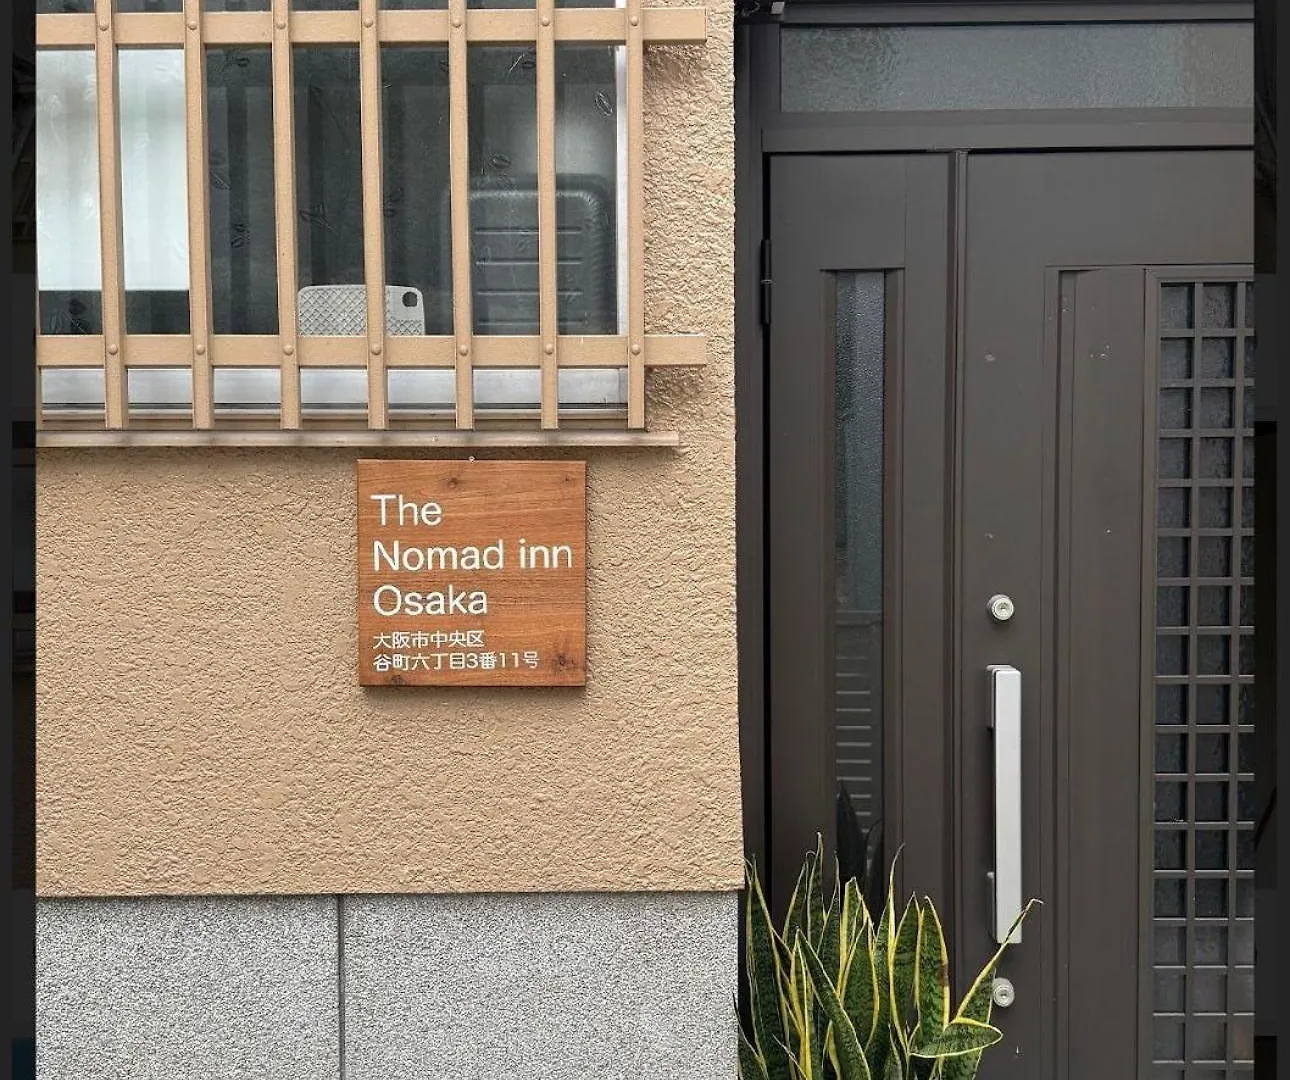 The
Nomad inn
Osaka
大阪市中央区
谷町六丁目3番11号